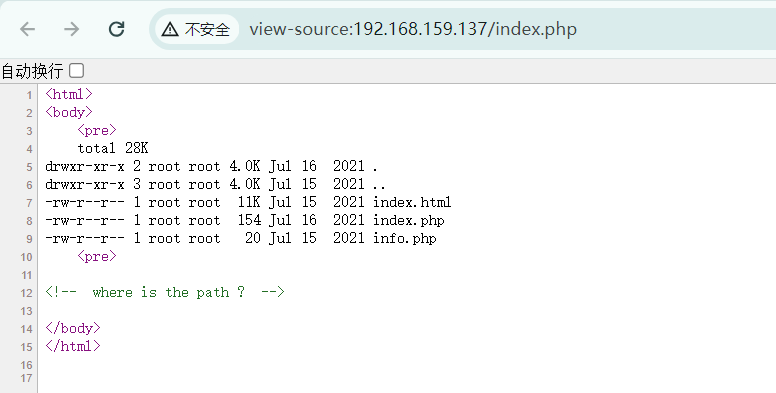 不安全 view-source:192.168.159.137/index.php
自动换行
1 <html>
2 <body>
3     <pre>
4     total 28K
5 drwxr-xr-x 2 root root 4.0K Jul 16  2021 .
6 drwxr-xr-x 3 root root 4.0K Jul 15  2021 ..
7 -rw-r--r-- 1 root root  11K Jul 15  2021 index.html
8 -rw-r--r-- 1 root root  154 Jul 16  2021 index.php
9 -rw-r--r-- 1 root root   20 Jul 15  2021 info.php
10     <pre>
11
12 <!--  where is the path ?  -->
13
14 </body>
15 </html>
16
17